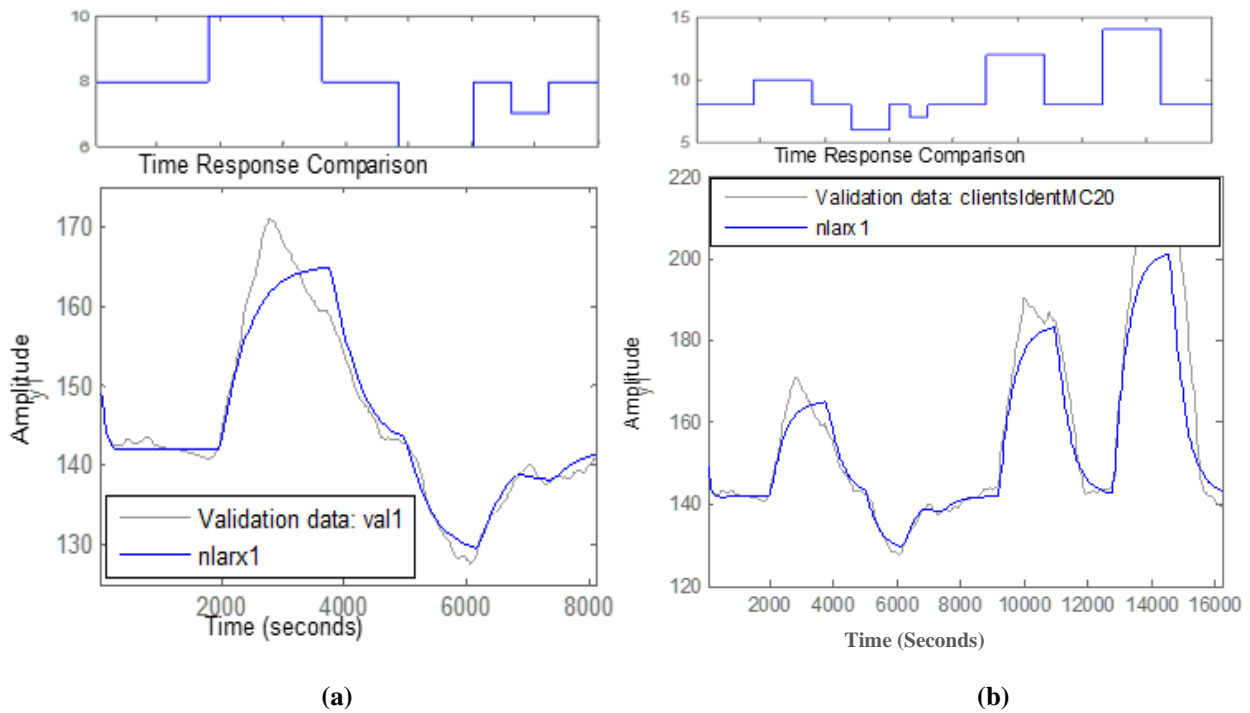 10
8
6
Time Response Comparison
170
160
150
140
130
Amplitude
y1
Validation data: val1
nlarx1
2000
4000
6000
8000
Time (seconds)
(a)
15
10
5
Time Response Comparison
220
200
180
160
140
120
Amplitude
y1
Validation data: clientsIdentMC20
nlarx1
2000
4000
6000
8000
10000
12000
14000
16000
Time (Seconds)
(b)